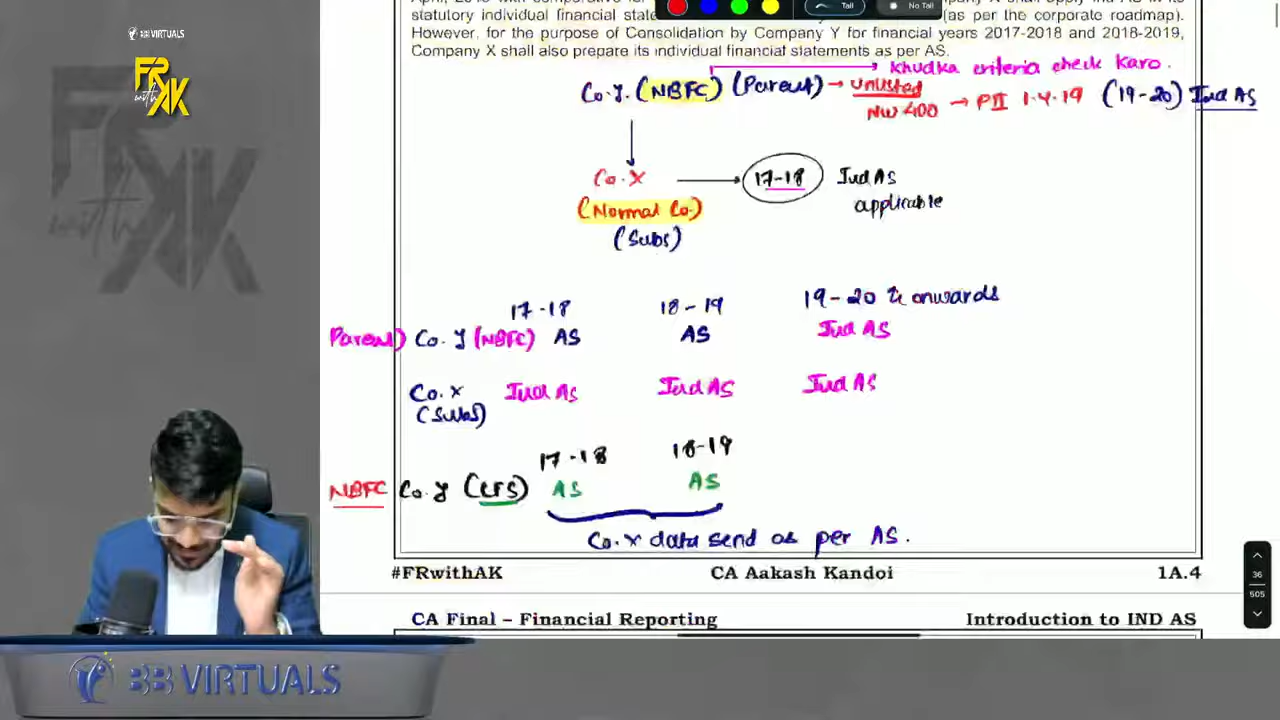 BB VIRTUALS
FR
with
AK
Tall
No Tail
statutory individual financial (as per the corporate roadmap).
However, for the purpose of Consolidation by Company Y for financial years 2017-2018 and 2018-2019,
Company X shall also prepare its individual financial statements as per AS.
Khudka criteria check karo.
Co.Y. (NBFC) (Parent) → Unlisted
NW 400 → PII 1.4.19 (19-20) Ind AS
Co. X → 17-18 Ind AS
applicable
(Normal Co.)
(Subs)
17-18 18-19 19-20 & onwards
Parent) Co. Y (NBFC) AS AS Ind AS
Co. X Ind AS Ind AS Ind AS
(Subs)
17-18 18-19
NBFC Co. Y (CFS) AS AS
Co. X data send as per AS.
#FRwithAK CA Aakash Kandoi 1A.4
36
505
CA Final – Financial Reporting Introduction to IND AS
BB VIRTUALS